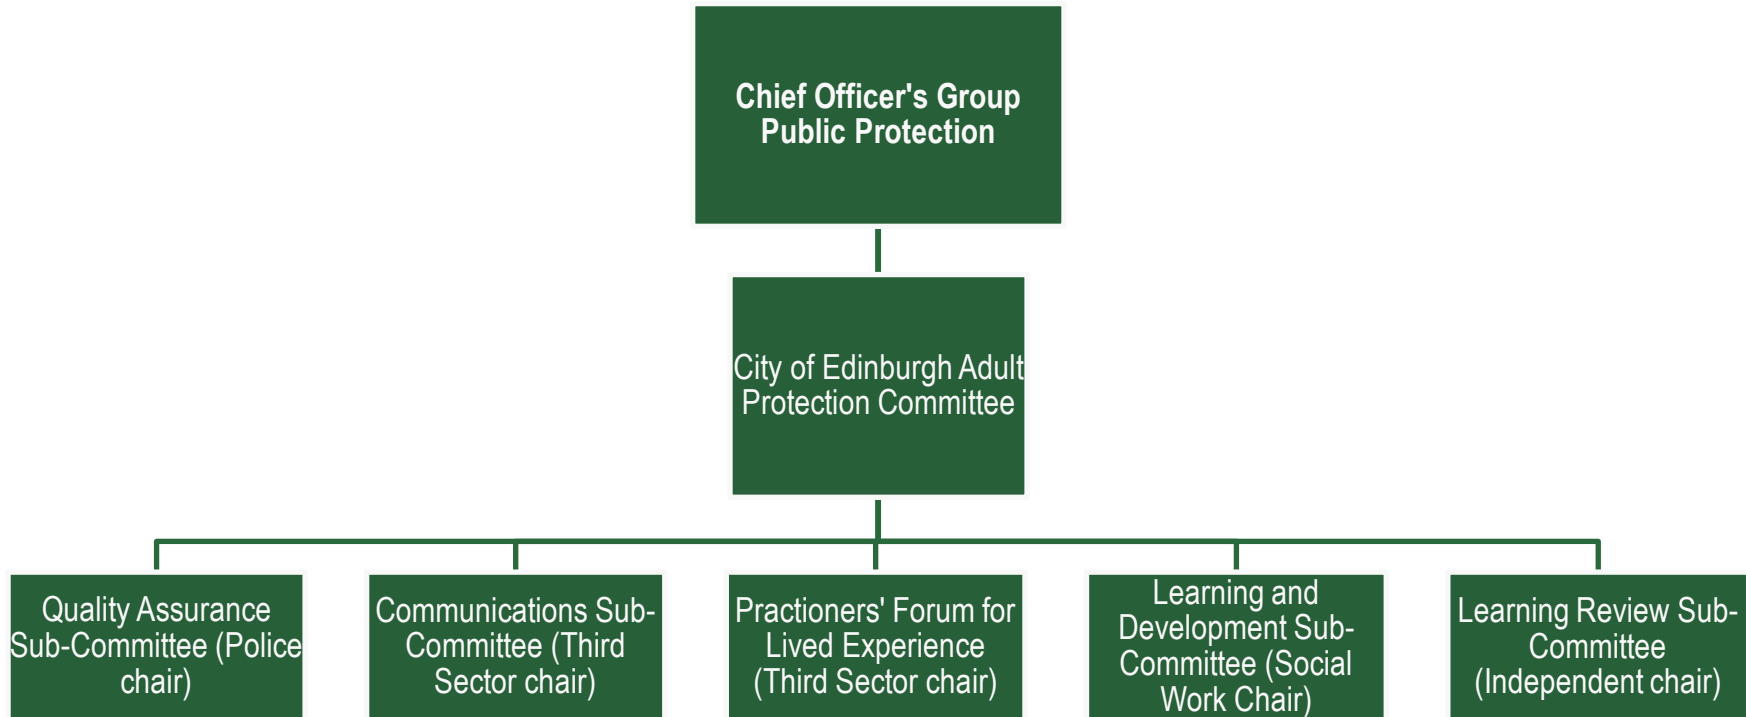 Chief Officer's Group
Public Protection
City of Edinburgh Adult
Protection Committee
Quality Assurance
Sub-Committee (Police
chair)
Communications Sub-
Committee (Third
Sector chair)
Practioners' Forum for
Lived Experience
(Third Sector chair)
Learning and
Development Sub-
Committee (Social
Work Chair)
Learning Review Sub-
Committee
(Independent chair)